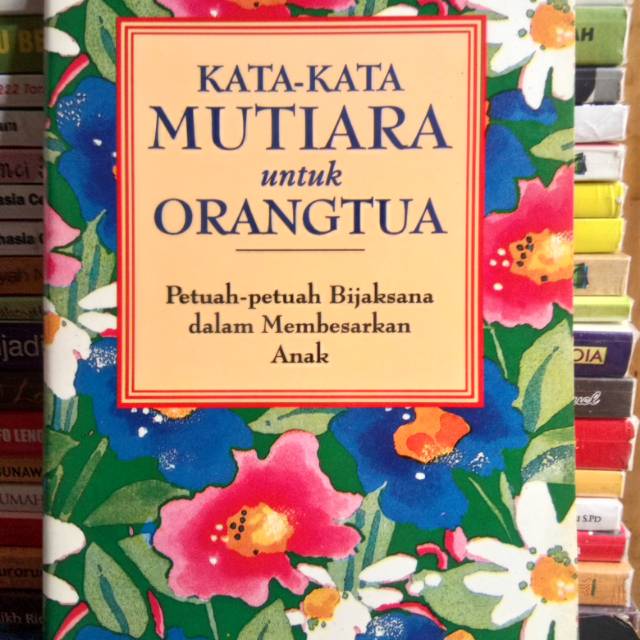 KATA-KATA
MUTIARA
untuk
ORANGTUA
Petuah-petuah Bijaksana
dalam Membesarkan
Anak